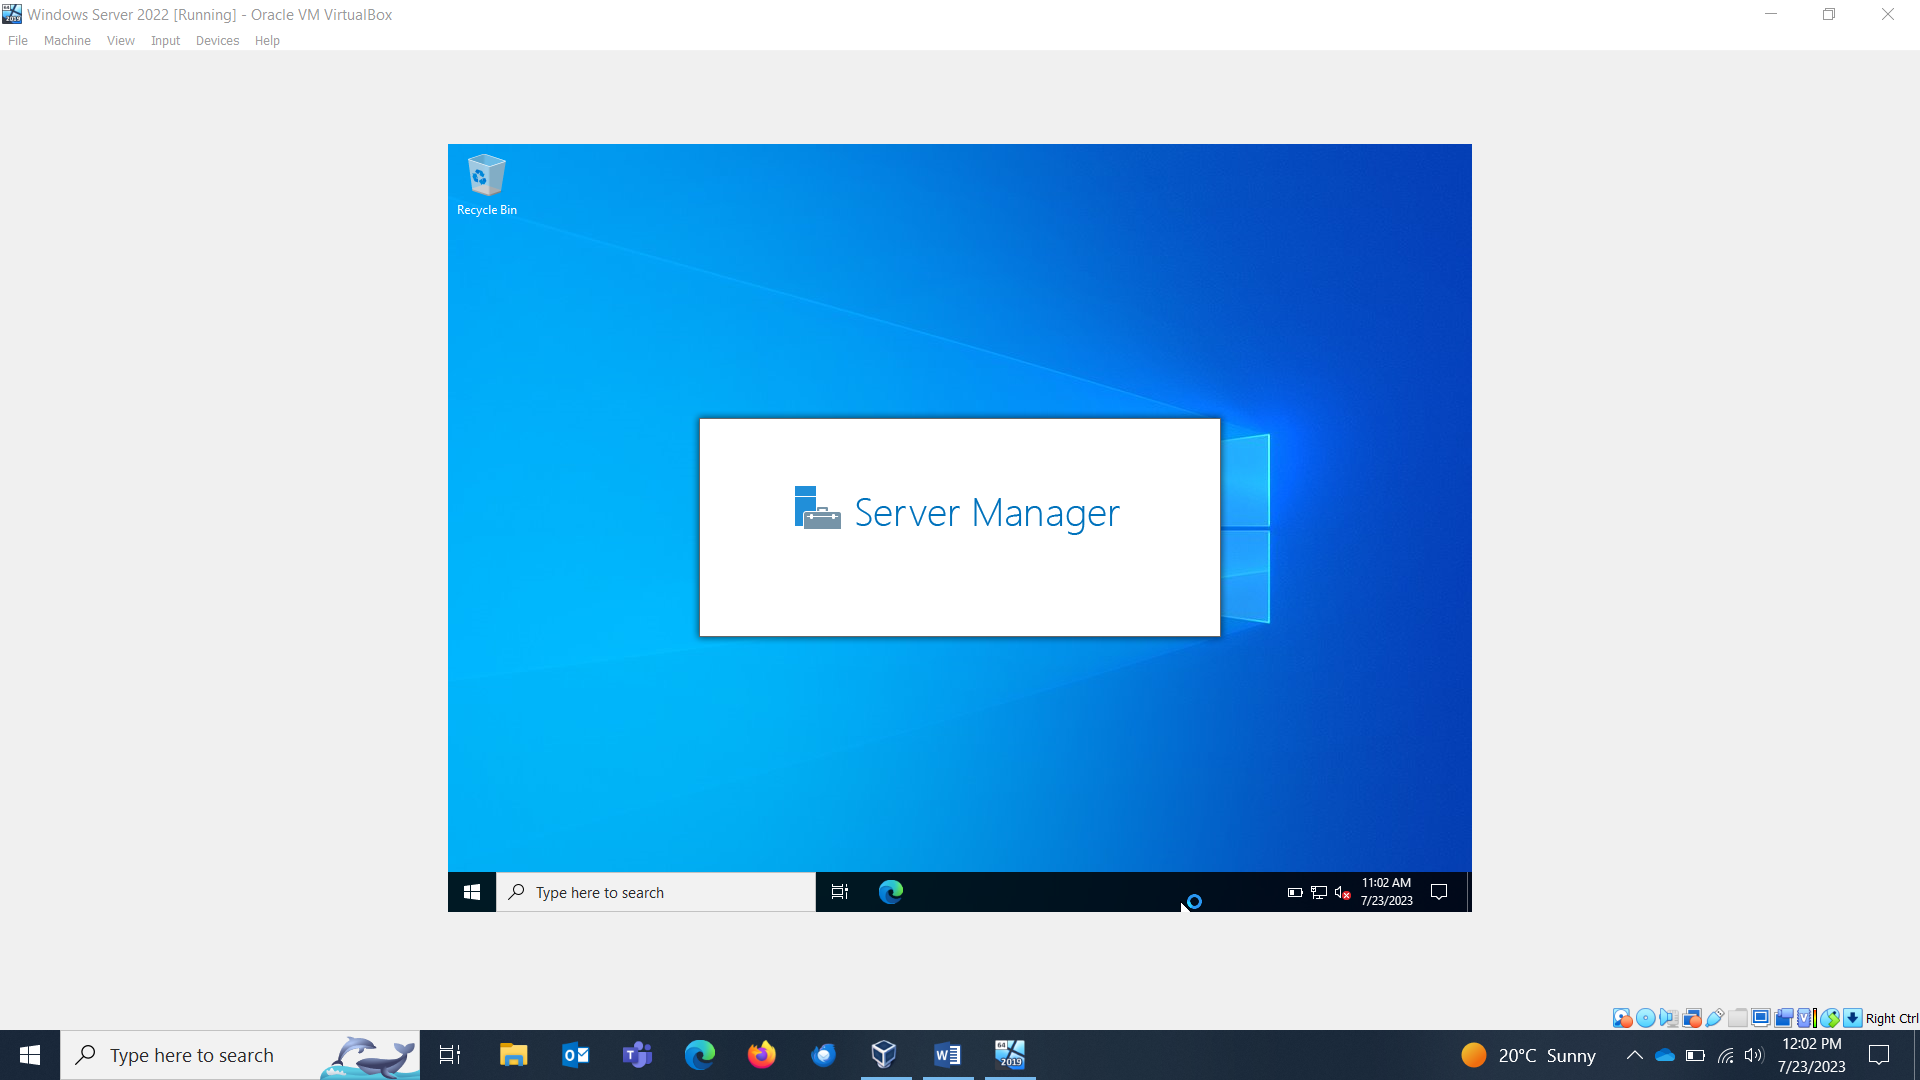 Windows Server 2022 [Running] - Oracle VM VirtualBox
File Machine View Input Devices Help
Recycle Bin
Server Manager
Type here to search
11:02 AM
7/23/2023
Right Ctrl
Type here to search
20°C Sunny
12:02 PM
7/23/2023